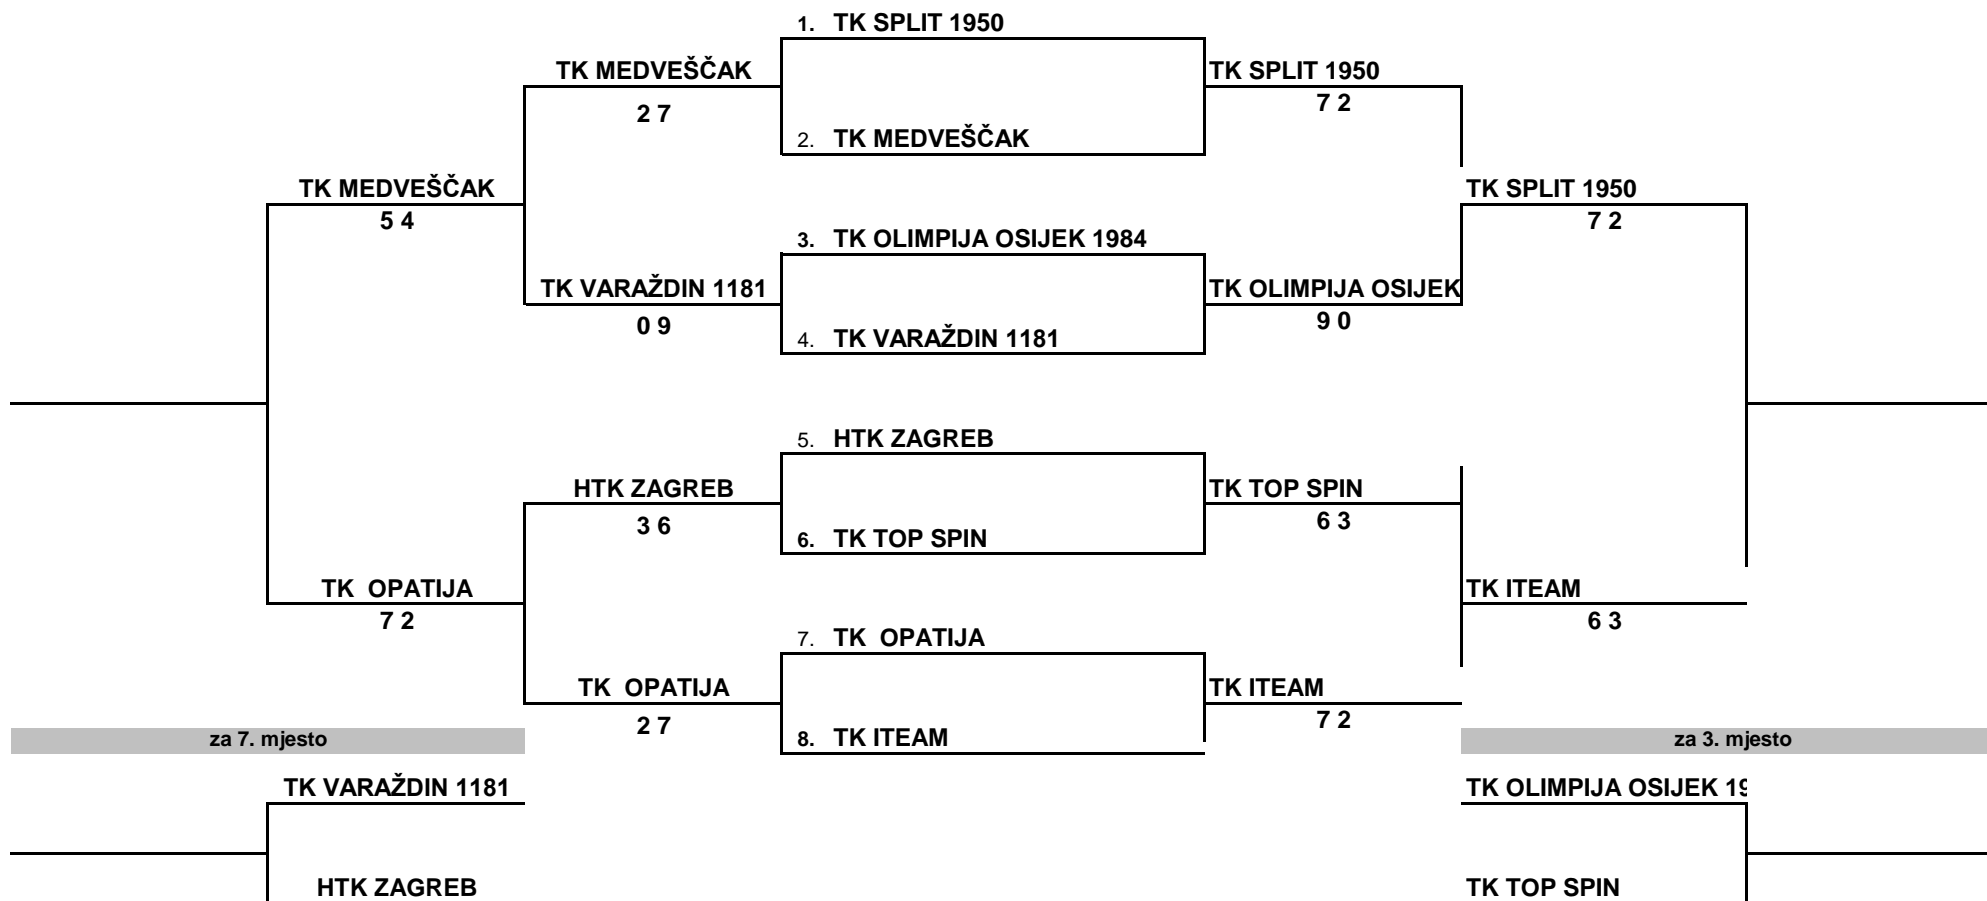 1. TK SPLIT 1950
TK MEDVEŠČAK
TK SPLIT 1950
2 7
7 2
2. TK MEDVEŠČAK
TK MEDVEŠČAK
TK SPLIT 1950
5 4
7 2
3. TK OLIMPIJA OSIJEK 1984
TK VARAŽDIN 1181
TK OLIMPIJA OSIJEK
0 9
9 0
4. TK VARAŽDIN 1181
5. HTK ZAGREB
HTK ZAGREB
TK TOP SPIN
3 6
6 3
6. TK TOP SPIN
TK OPATIJA
TK ITEAM
7 2
6 3
7. TK OPATIJA
TK OPATIJA
TK ITEAM
2 7
7 2
8. TK ITEAM
za 7. mjesto
za 3. mjesto
TK VARAŽDIN 1181
TK OLIMPIJA OSIJEK 19
HTK ZAGREB
TK TOP SPIN